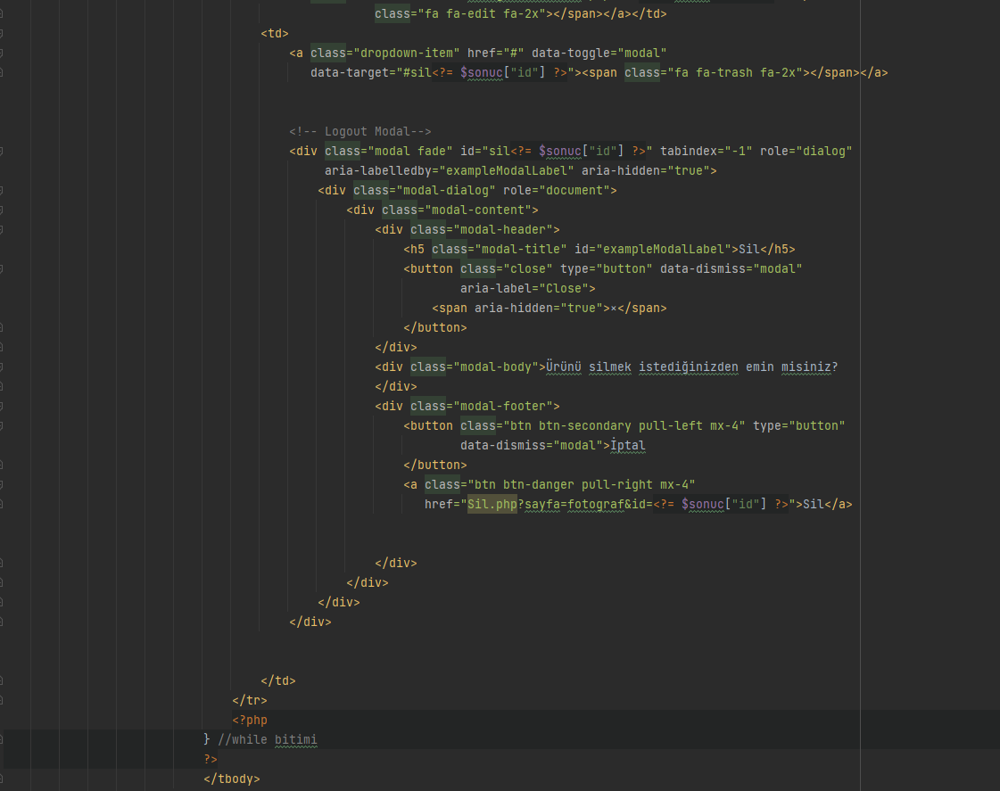 class="fa fa-edit fa-2x"></span></a></td>
<td>
<a class="dropdown-item" href="#" data-toggle="modal"
data-target="#sil<?= $sonuc["id"] ?>"><span class="fa fa-trash fa-2x"></span></a>
<!-- Logout Modal-->
<div class="modal fade" id="sil<?= $sonuc["id"] ?>" tabindex="-1" role="dialog"
aria-labelledby="exampleModalLabel" aria-hidden="true">
<div class="modal-dialog" role="document">
<div class="modal-content">
<div class="modal-header">
<h5 class="modal-title" id="exampleModalLabel">Sil</h5>
<button class="close" type="button" data-dismiss="modal"
aria-label="Close">
<span aria-hidden="true">×</span>
</button>
</div>
<div class="modal-body">Ürünü silmek istediğinizden emin misiniz?
</div>
<div class="modal-footer">
<button class="btn btn-secondary pull-left mx-4" type="button"
data-dismiss="modal">İptal
</button>
<a class="btn btn-danger pull-right mx-4"
href="Sil.php?sayfa=fotograf&id=<?= $sonuc["id"] ?>">Sil</a>
</div>
</div>
</div>
</div>
</td>
</tr>
<?php
} //while bitimi
?>
</tbody>